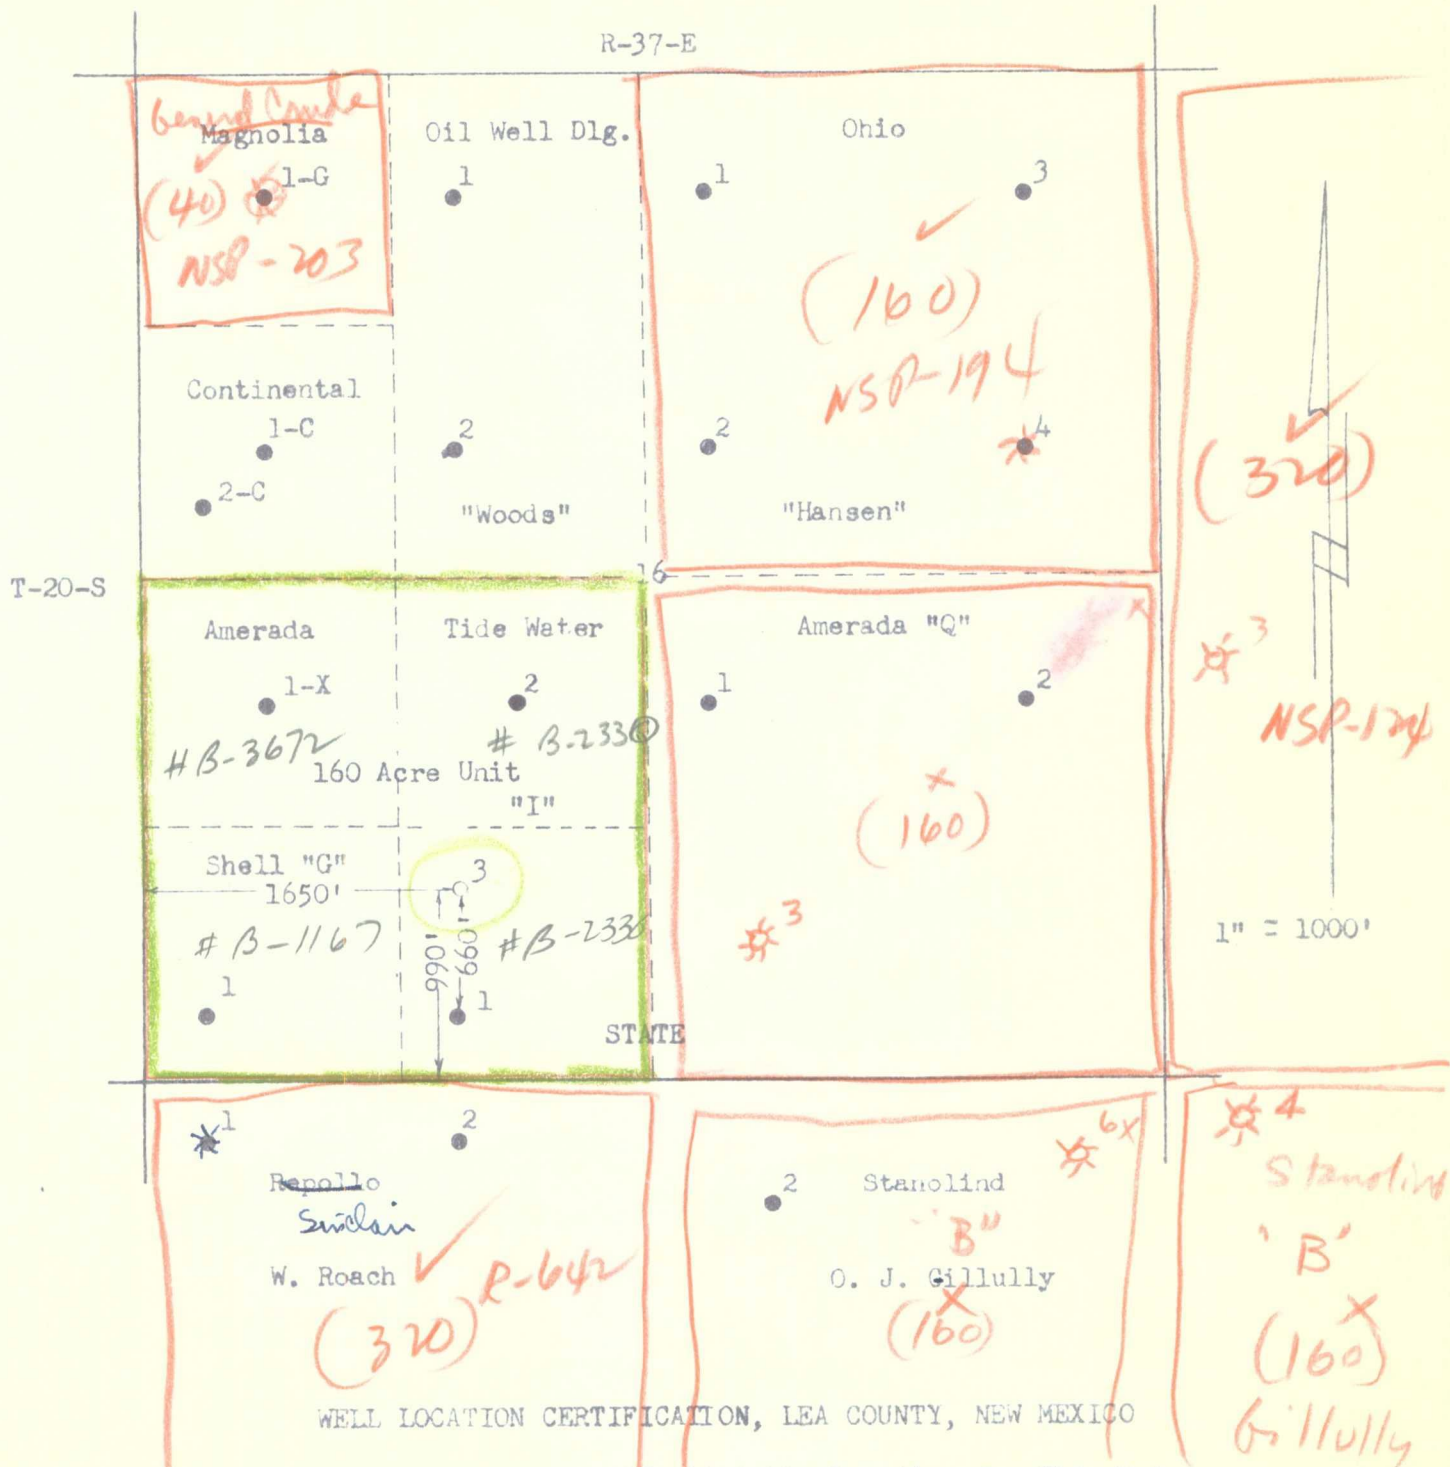 R-37-E
Magnolia
Oil Well Dlg.
Ohio
1-G
1
1
3
(40)
NSP-203
(160)
NSP-194
Continental
1-C
2
2
4
2-C
"Woods"
"Hansen"
(320)
T-20-S
16
Amerada
Tide Water
Amerada "Q"
x
3
1-X
2
1
2
#B-3672
# B-2330
NSP-124
160 Acre Unit
"I"
x
(160)
Shell "G"
3
1650'
3
# B-1167
990'
660'
#B-2330
1" = 1000'
1
1
STATE
1
2
6x
4
Repollo
2
Stanolind
Stanolind
Sinclair
"B"
'B'
W. Roach
R-642
O. J. Gillully
(320)
x
(160)
x
(160)
Gillully
WELL LOCATION CERTIFICATION, LEA COUNTY, NEW MEXICO